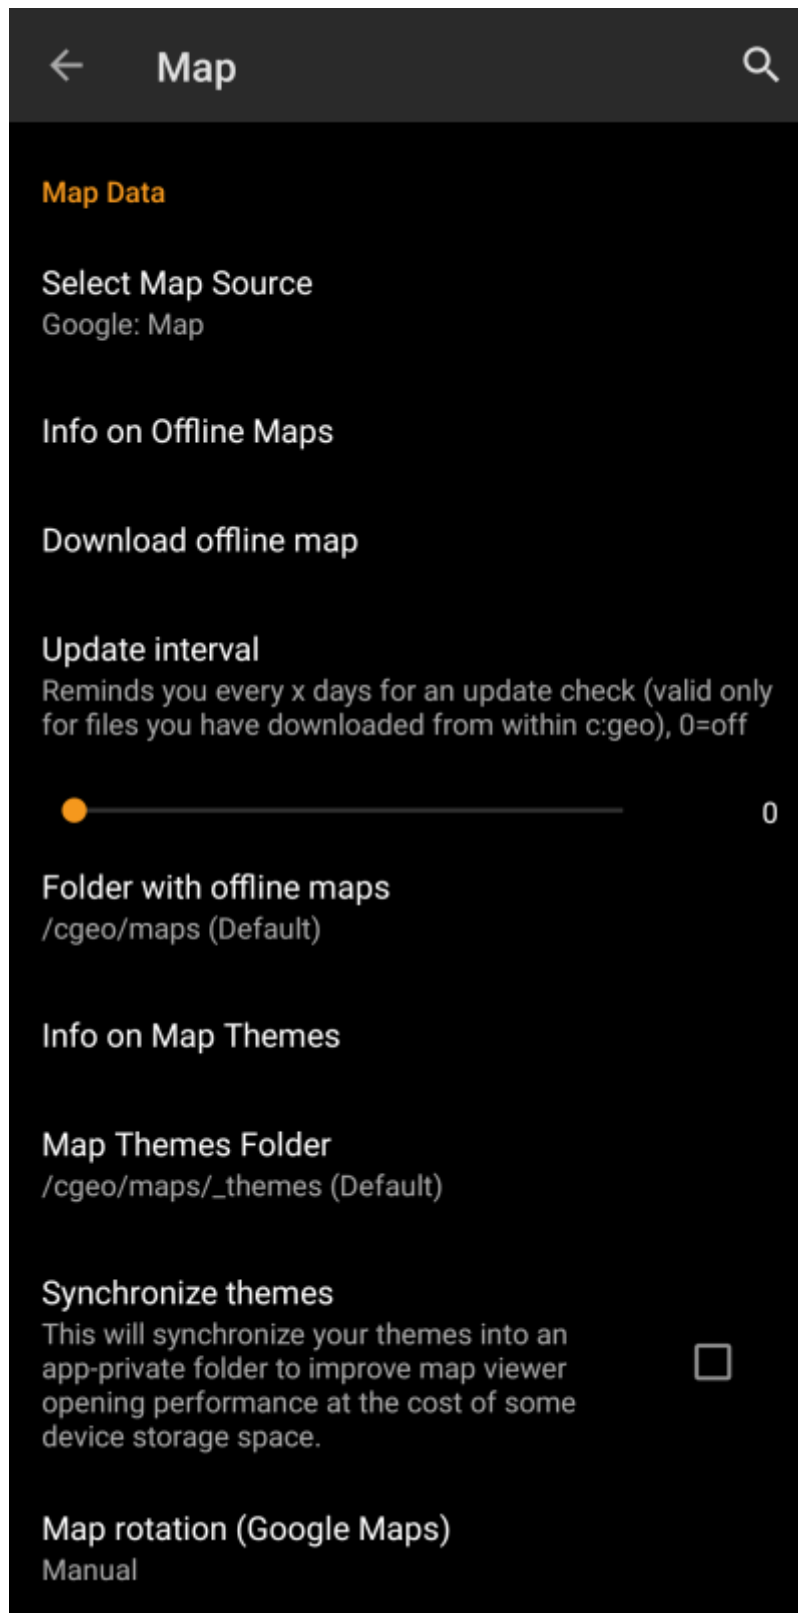 Map
Map Data
Select Map Source
Google: Map
Info on Offline Maps
Download offline map
Update interval
Reminds you every x days for an update check (valid only
for files you have downloaded from within c:geo), 0=off
0
Folder with offline maps
/cgeo/maps (Default)
Info on Map Themes
Map Themes Folder
/cgeo/maps/_themes (Default)
Synchronize themes
This will synchronize your themes into an
app-private folder to improve map viewer
opening performance at the cost of some
device storage space.
Map rotation (Google Maps)
Manual